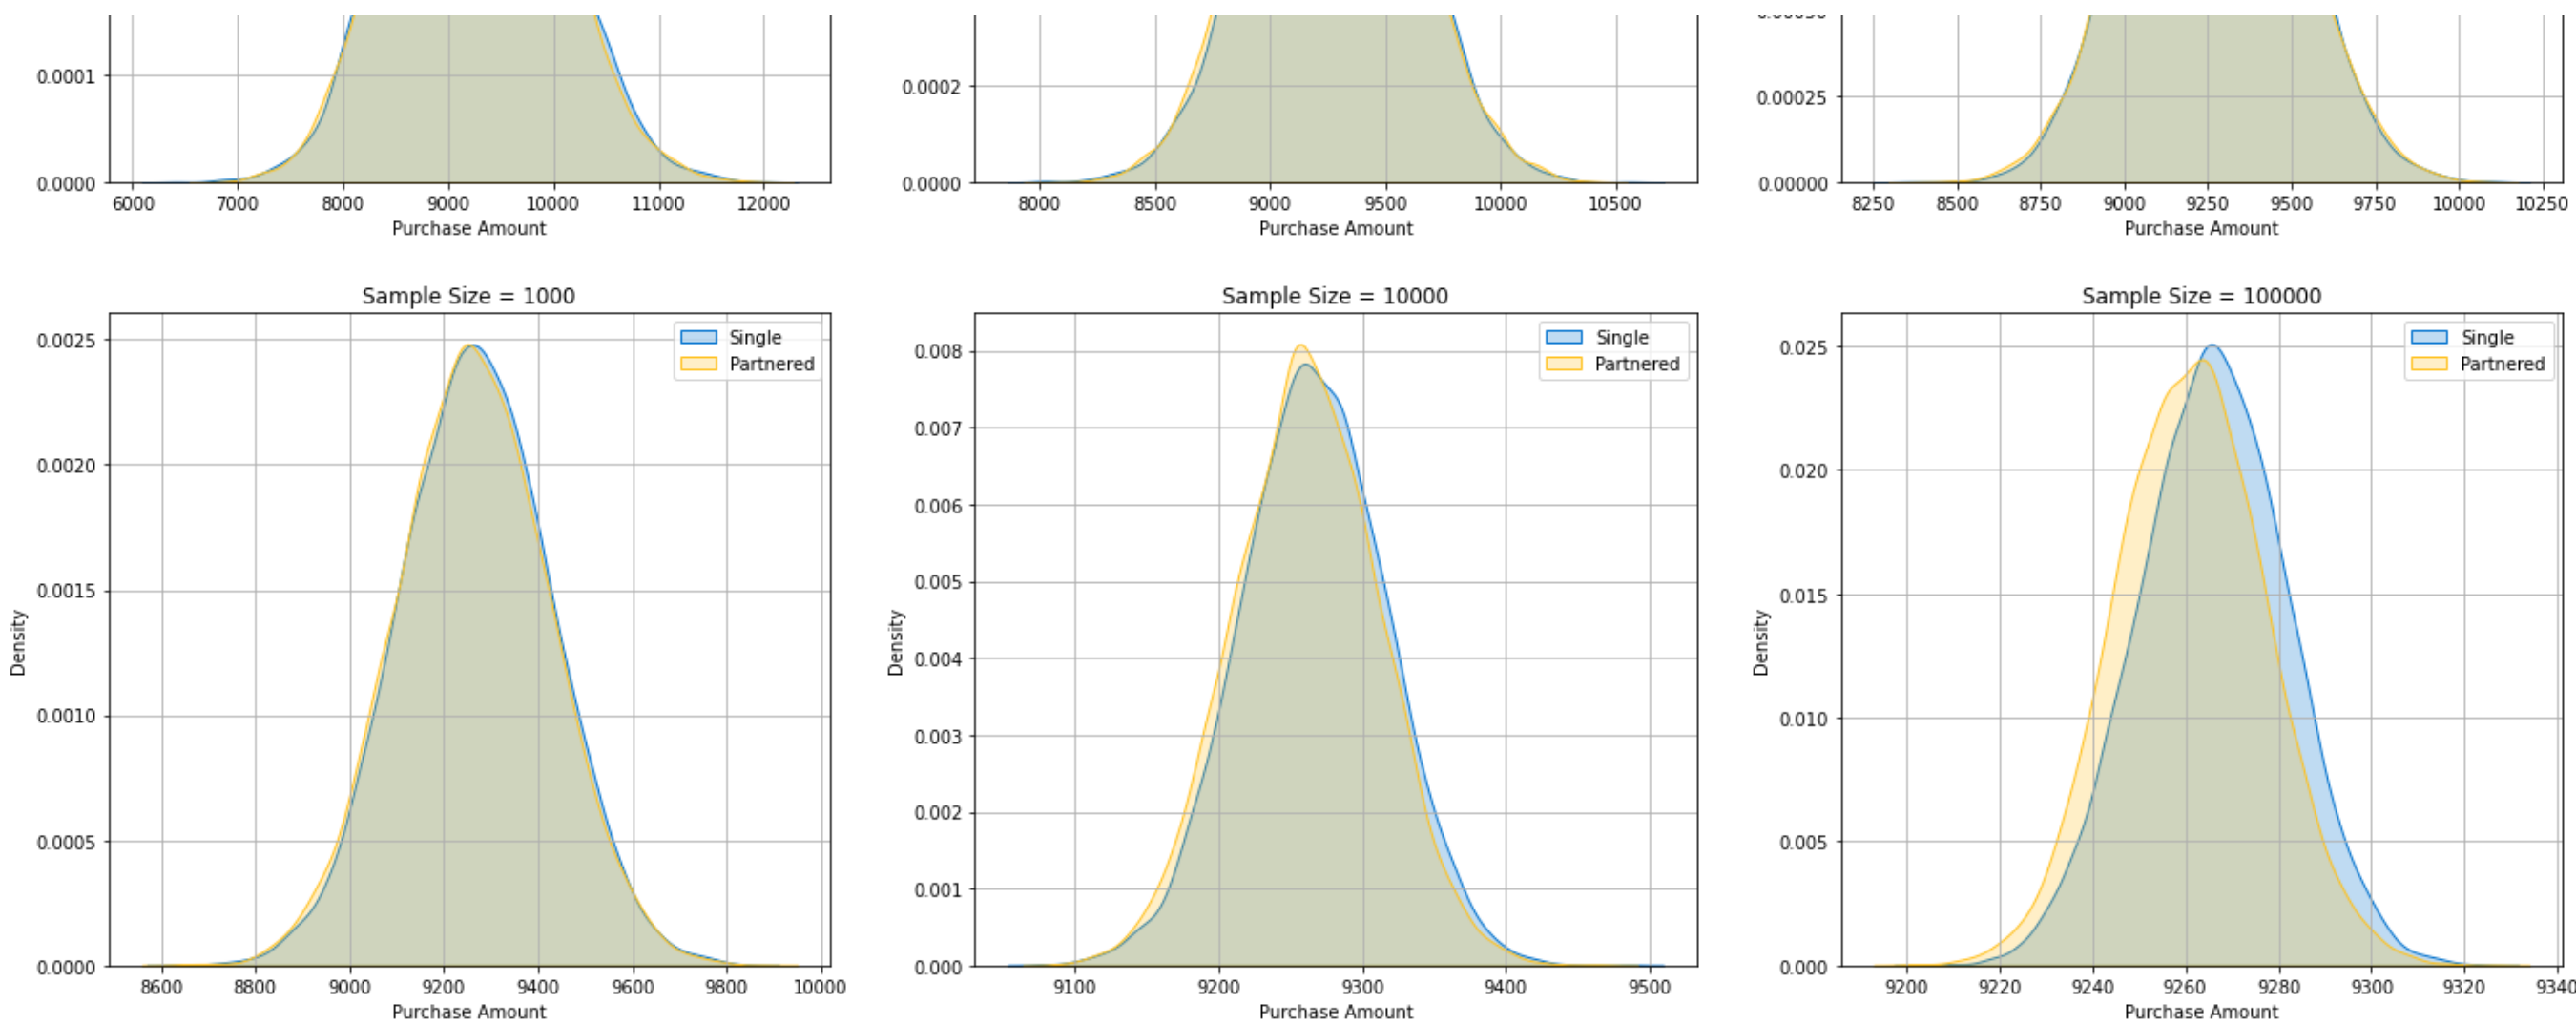 0.00050
0.0001
0.0000
6000 7000 8000 9000 10000 11000 12000
Purchase Amount
0.0002
0.0000
8000 8500 9000 9500 10000 10500
Purchase Amount
0.00025
0.00000
8250 8500 8750 9000 9250 9500 9750 10000 10250
Purchase Amount
Sample Size = 1000
Single
Partnered
0.0025
0.0020
0.0015
0.0010
0.0005
0.0000
Density
8600 8800 9000 9200 9400 9600 9800 10000
Purchase Amount
Sample Size = 10000
Single
Partnered
0.008
0.007
0.006
0.005
0.004
0.003
0.002
0.001
0.000
Density
9100 9200 9300 9400 9500
Purchase Amount
Sample Size = 100000
Single
Partnered
0.025
0.020
0.015
0.010
0.005
0.000
Density
9200 9220 9240 9260 9280 9300 9320 9340
Purchase Amount